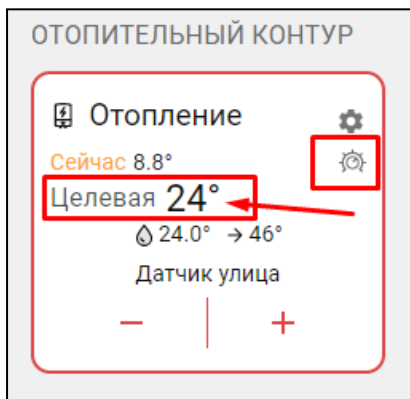 ОТОПИТЕЛЬНЫЙ КОНТУР
Отопление
Сейчас 8.8°
Целевая 24°
24.0° → 46°
Датчик улица
− +